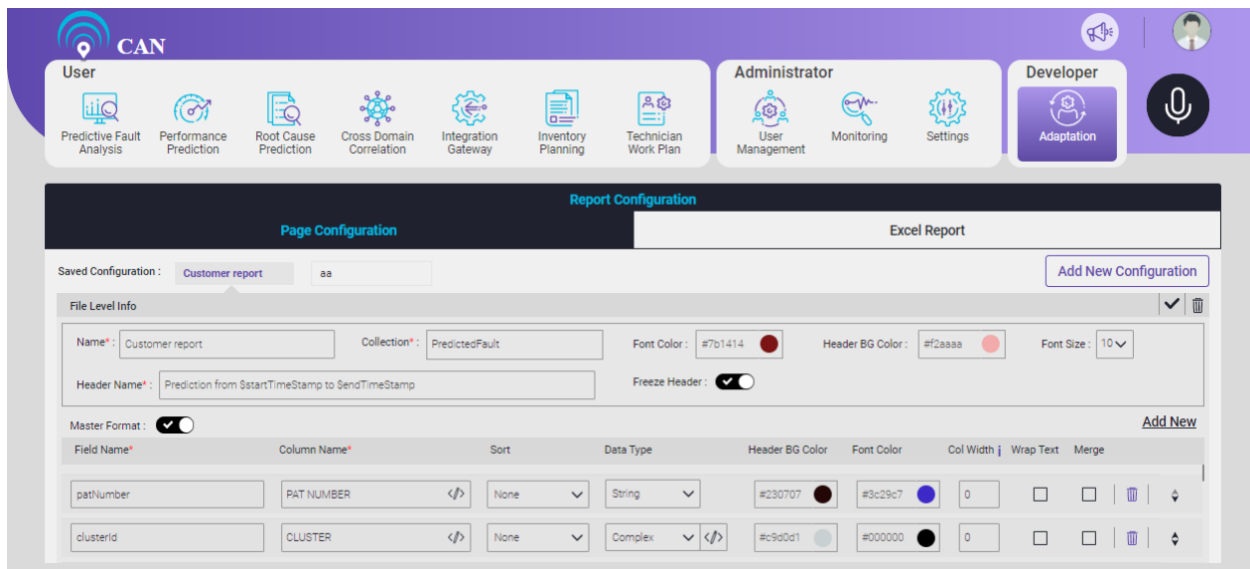 CAN
User
Administrator
Developer
Predictive Fault Analysis
Performance Prediction
Root Cause Prediction
Cross Domain Correlation
Integration Gateway
Inventory Planning
Technician Work Plan
User Management
Monitoring
Settings
Adaptation
Report Configuration
Page Configuration
Excel Report
Saved Configuration : Customer report aa Add New Configuration
File Level Info
Name* : Customer report Collection* : PredictedFault Font Color : #7b1414 Header BG Color : #f2aaaa Font Size : 10
Header Name* : Prediction from $startTimeStamp to $endTimeStamp Freeze Header :
Master Format : Add New
Field Name* Column Name* Sort Data Type Header BG Color Font Color Col Width i Wrap Text Merge
patNumber PAT NUMBER </> None String #230707 #3c29c7 0
clusterId CLUSTER </> None Complex </> #c9d0d1 #000000 0